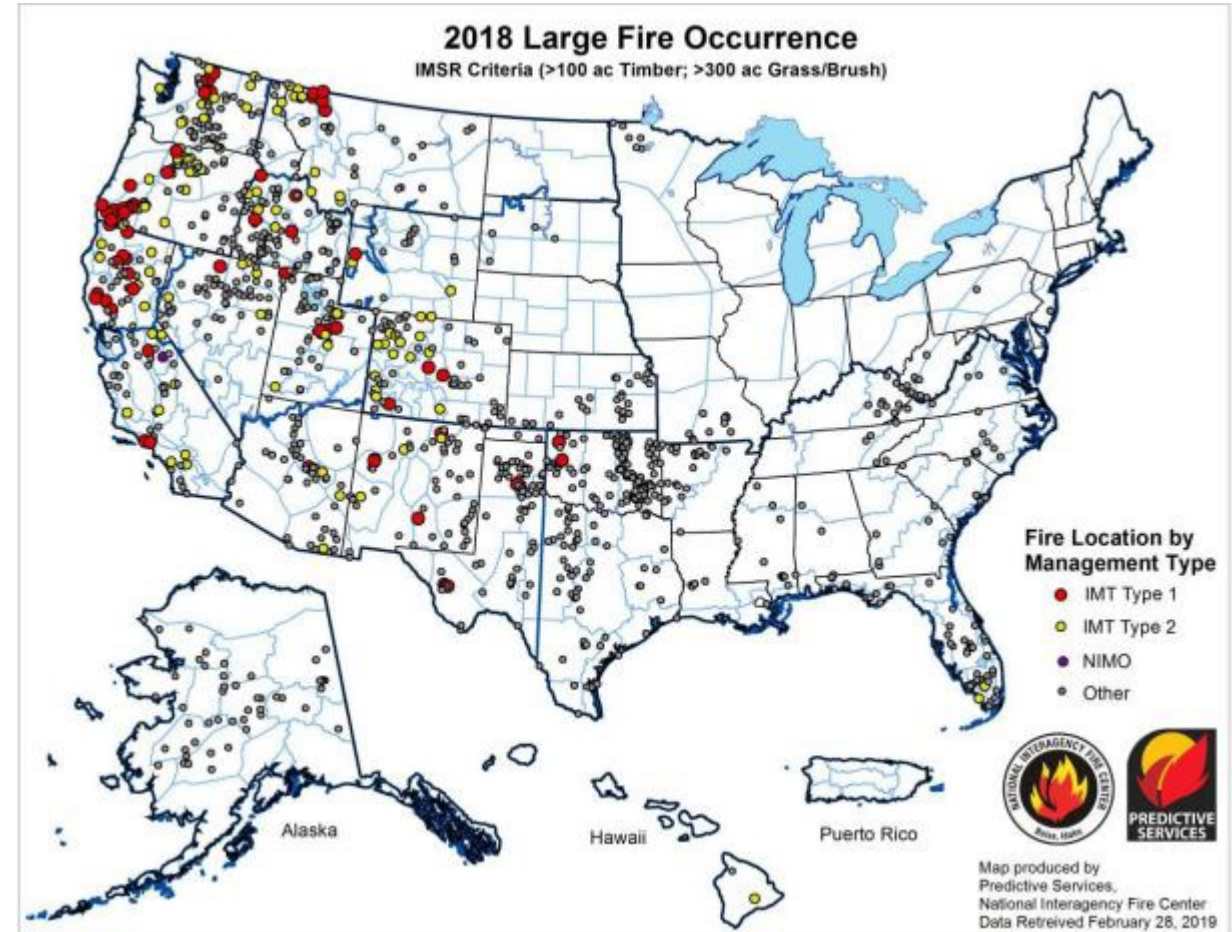 2018 Large Fire Occurrence
IMSR Criteria (>100 ac Timber; >300 ac Grass/Brush)
Fire Location by
Management Type
IMT Type 1
IMT Type 2
NIMO
Other
NATIONAL INTERAGENCY FIRE CENTER
Boise, Idaho
PREDICTIVE
SERVICES
Alaska
Hawaii
Puerto Rico
Map produced by
Predictive Services,
National Interagency Fire Center
Data Retreived February 28, 2019